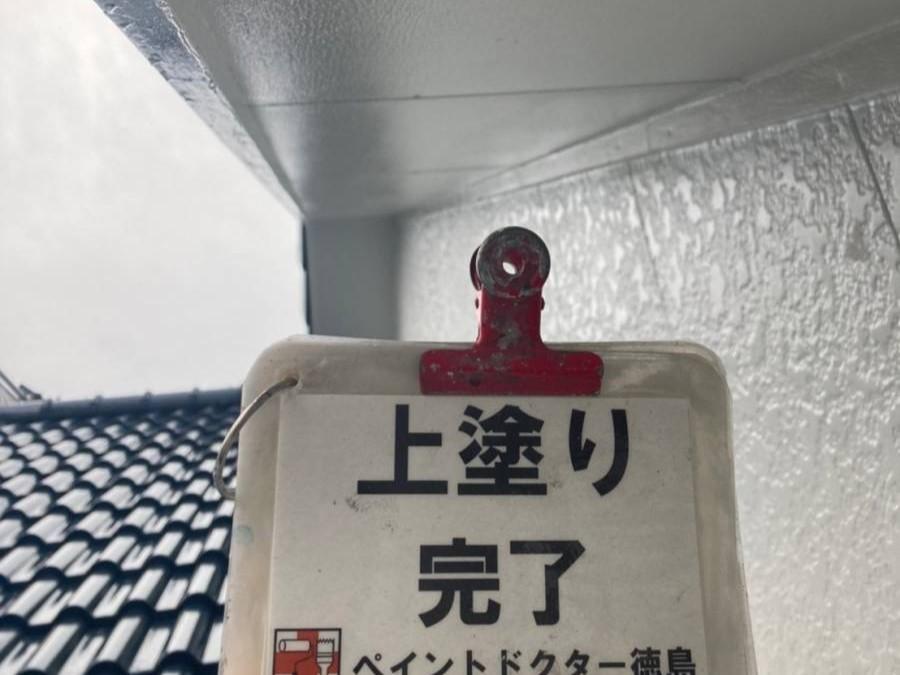 上塗り
完了
ペイントドクター徳島